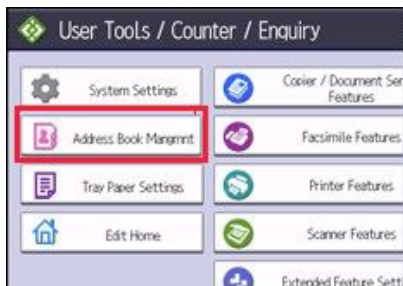 User Tools / Counter / Enquiry
System Settings
Copier / Document Ser
Features
Address Book Mangmnt
Facsimile Features
Tray Paper Settings
Printer Features
Edit Home
Scanner Features
Extended Feature Setti